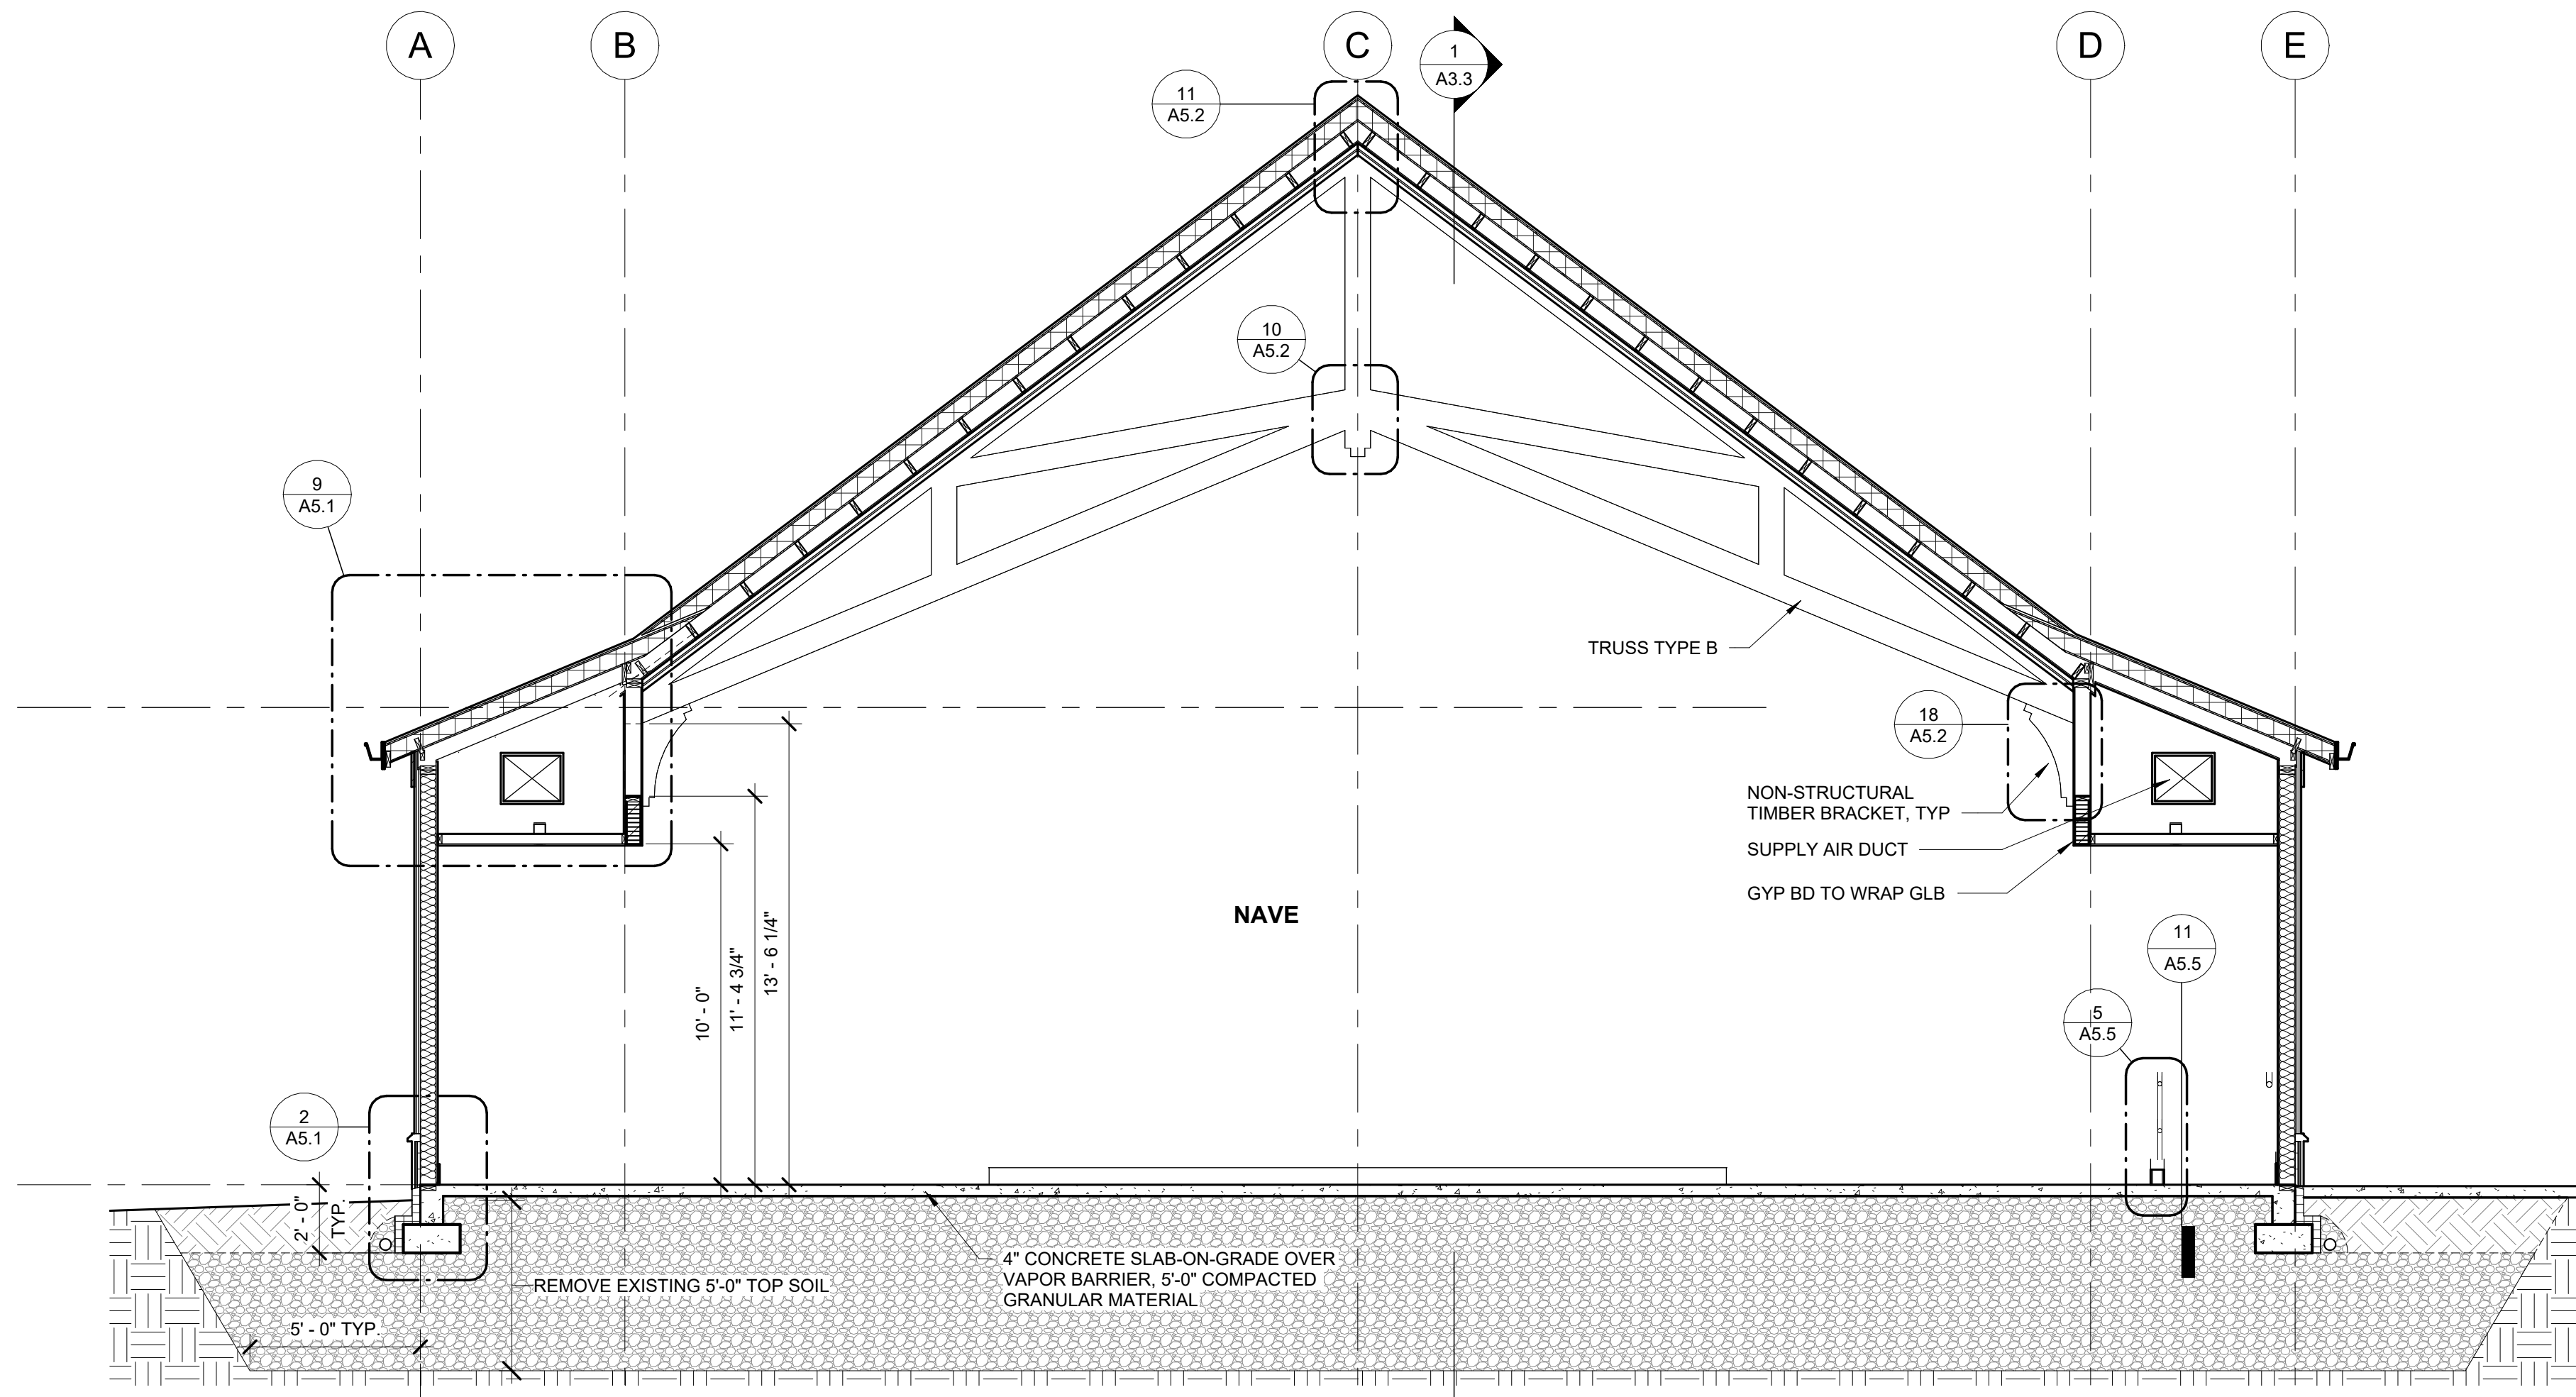 A
B
C
D
E
1
A3.3
11
A5.2
10
A5.2
9
A5.1
TRUSS TYPE B
18
A5.2
NON-STRUCTURAL
TIMBER BRACKET, TYP
SUPPLY AIR DUCT
GYP BD TO WRAP GLB
NAVE
10' - 0"
11' - 4 3/4"
13' - 6 1/4"
11
A5.5
5
A5.5
2
A5.1
2' - 0"
TYP.
4" CONCRETE SLAB-ON-GRADE OVER
VAPOR BARRIER, 5'-0" COMPACTED
GRANULAR MATERIAL
REMOVE EXISTING 5'-0" TOP SOIL
5' - 0" TYP.